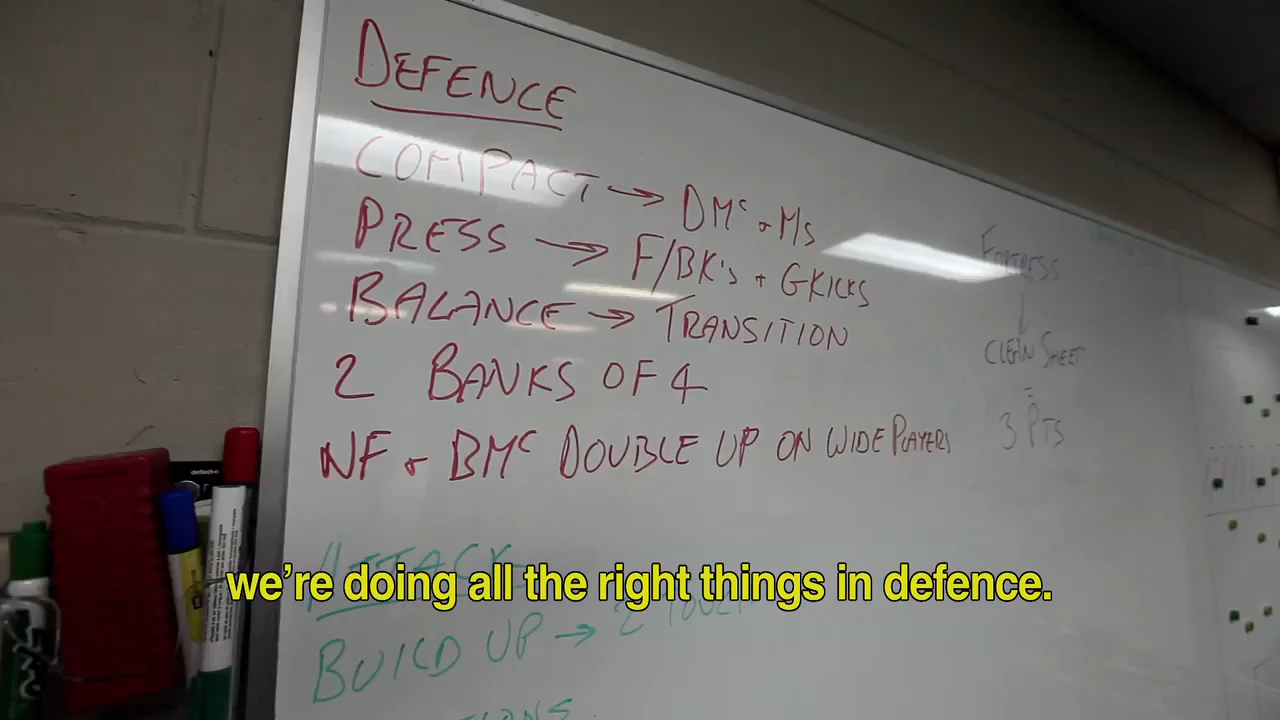 DEFENCE
COMPACT → DMᶜ + MS
PRESS → F/BK'S + GKICKS
BALANCE → TRANSITION
2 BANKS OF 4
NF + BMᶜ DOUBLE UP ON WIDE PLAYERS
FORTRESS
↓
CLEAN SHEET
=
3 PTS
ATTACK
BUILD UP → 2 TOUCH
we're doing all the right things in defence.